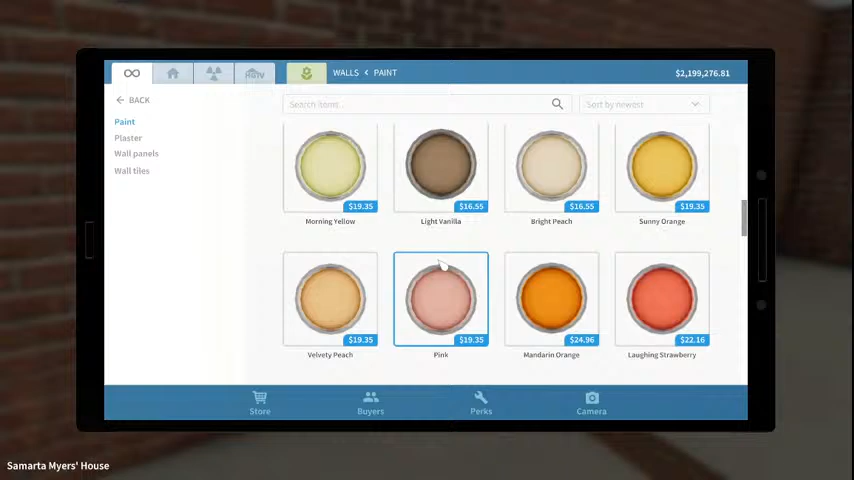 HGTV
WALLS < PAINT
$2,199,276.81
BACK
Search items...
Sort by newest
Paint
Plaster
Wall panels
Wall tiles
$19.35
$16.55
$16.55
$19.35
Morning Yellow
Light Vanilla
Bright Peach
Sunny Orange
$19.35
$19.35
$24.96
$22.16
Velvety Peach
Pink
Mandarin Orange
Laughing Strawberry
Store
Buyers
Perks
Camera
Samarta Myers' House